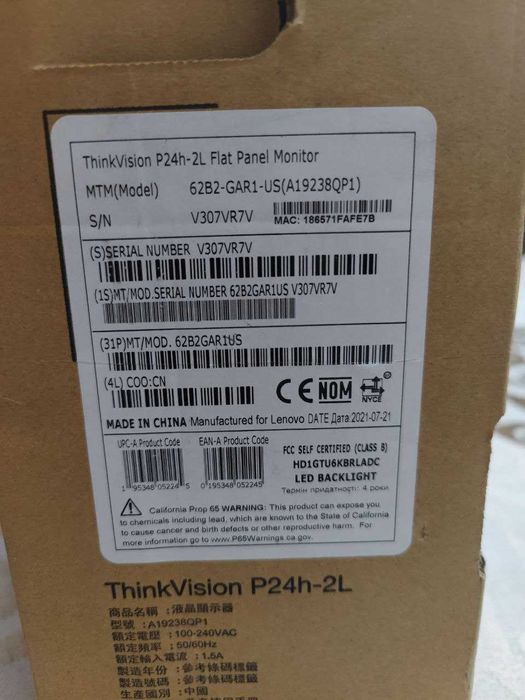 ThinkVision P24h-2L Flat Panel Monitor
MTM(Model) 62B2-GAR1-US(A19238QP1)
S/N V307VR7V MAC: 186571FAFE7B
(S)SERIAL NUMBER V307VR7V
(1S)MT/MOD.SERIAL NUMBER 62B2GAR1US V307VR7V
(31P)MT/MOD. 62B2GAR1US
(4L) COO:CN
CE NOM NYCE
MADE IN CHINA Manufactured for Lenovo DATE Дата 2021-07-21
UPC-A Product Code EAN-A Product Code FCC SELF CERTIFIED (CLASS B)
HD1GTU6KBRLADC
LED BACKLIGHT
1 95348 05224 5 0 195348 052245
Термін придатності: 4 роки
California Prop 65 WARNING: This product can expose you
to chemicals including lead, which are known to the State of California
to cause cancer and birth defects or other reproductive harm. For
more information go to www.P65Warnings.ca.gov.
ThinkVision P24h-2L
商品名稱 :液晶顯示器
型號 :A19238QP1
額定電壓 :100-240VAC
額定頻率 :50/60Hz
額定輸入電流 :1.5A
製造年份 :參考條碼標籤
製造號碼 :參考條碼標籤
生產國別 :中國